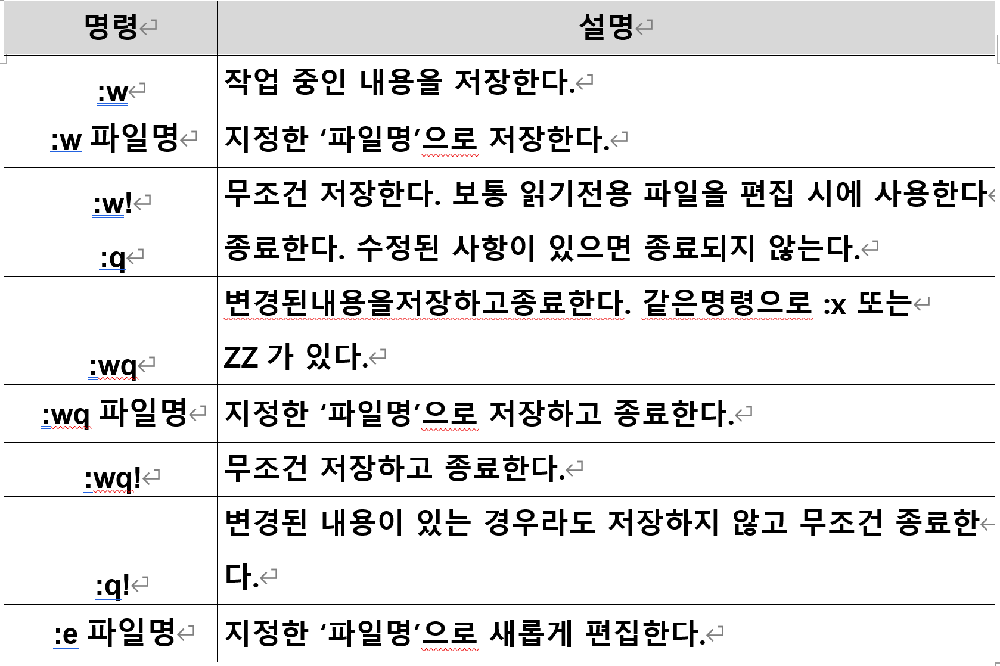 명령 설명
:w 작업 중인 내용을 저장한다.
:w 파일명 지정한 ‘파일명’으로 저장한다.
:w! 무조건 저장한다. 보통 읽기전용 파일을 편집 시에 사용한다
:q 종료한다. 수정된 사항이 있으면 종료되지 않는다.
변경된내용을저장하고종료한다. 같은명령으로 :x 또는
:wq ZZ 가 있다.
:wq 파일명 지정한 ‘파일명’으로 저장하고 종료한다.
:wq! 무조건 저장하고 종료한다.
변경된 내용이 있는 경우라도 저장하지 않고 무조건 종료한
:q! 다.
:e 파일명 지정한 ‘파일명’으로 새롭게 편집한다.